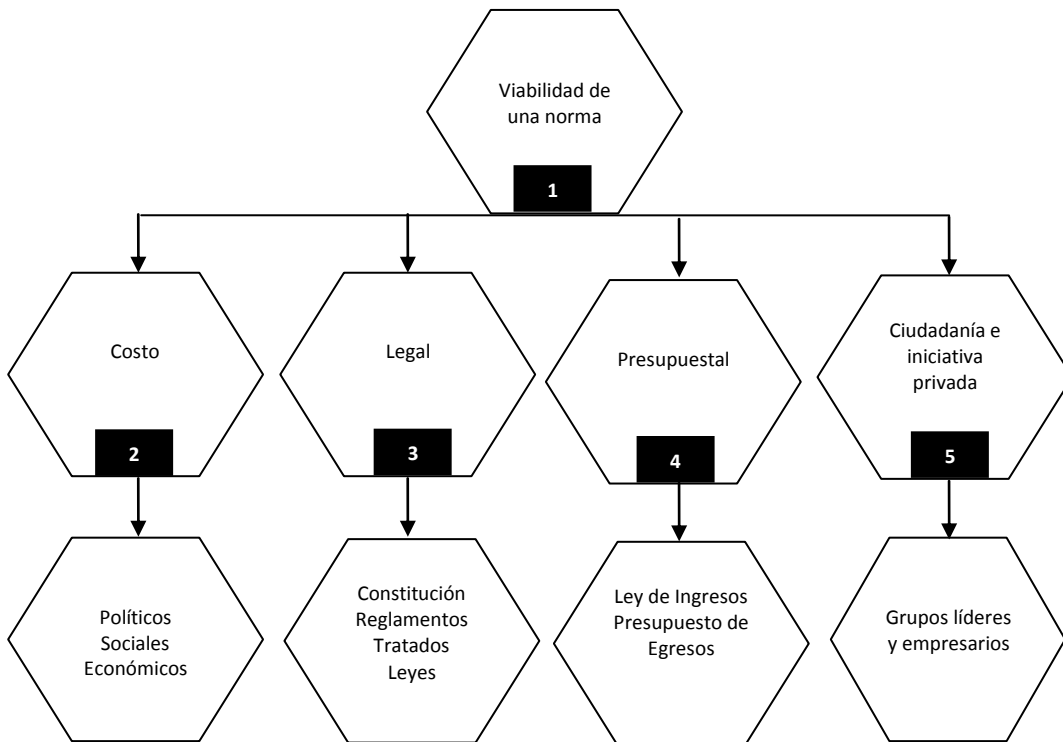 Viabilidad de
una norma
1
Costo
2
Legal
3
Presupuestal
4
Ciudadanía e
iniciativa
privada
5
Políticos
Sociales
Económicos
Constitución
Reglamentos
Tratados
Leyes
Ley de Ingresos
Presupuesto de
Egresos
Grupos líderes
y empresarios